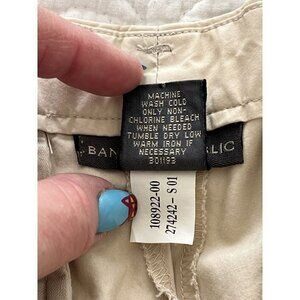 MACHINE
WASH COLD
ONLY NON-
CHLORINE BLEACH
WHEN NEEDED
TUMBLE DRY LOW
WARM IRON IF
NECESSARY
301193
BAN
LIC
108922-00
274242- S 01